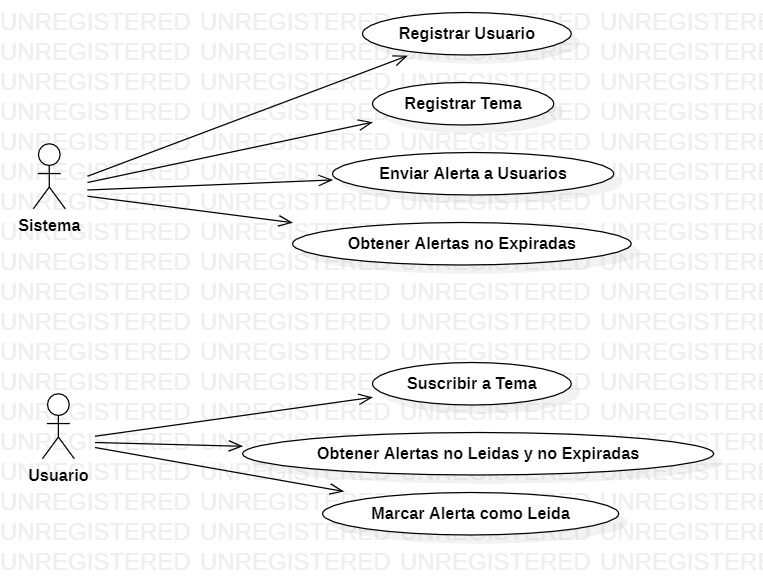 Registrar Usuario
Registrar Tema
Enviar Alerta a Usuarios
Sistema
Obtener Alertas no Expiradas
Suscribir a Tema
Obtener Alertas no Leidas y no Expiradas
Usuario
Marcar Alerta como Leida
UNREGISTERED UNREGISTERED UNREGISTERED UNREGISTERED